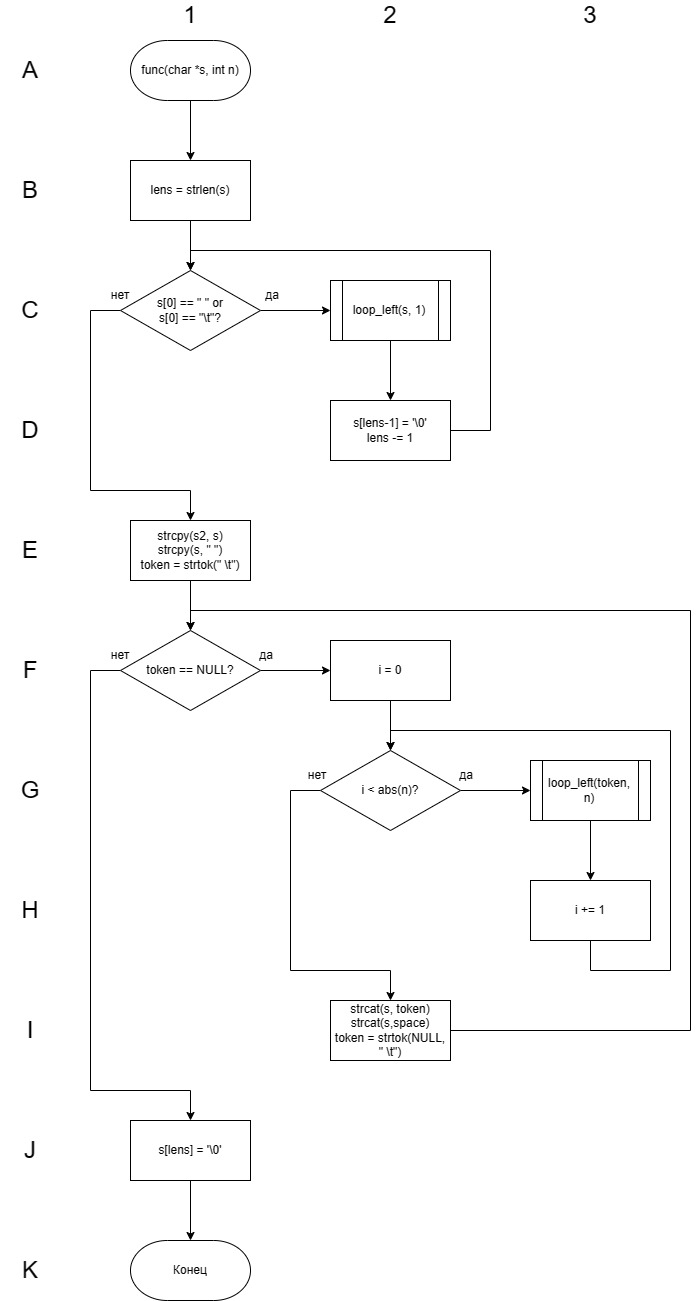 1 2 3
A
func(char *s, int n)
B
lens = strlen(s)
C
нет
s[0] == " " or
s[0] == "\t"?
да
loop_left(s, 1)
D
s[lens-1] = '\0'
lens -= 1
E
strcpy(s2, s)
strcpy(s, " ")
token = strtok(" \t")
F
нет
token == NULL?
да
i = 0
G
нет
i < abs(n)?
да
loop_left(token,
n)
H
i += 1
I
strcat(s, token)
strcat(s,space)
token = strtok(NULL,
" \t")
J
s[lens] = '\0'
K
Конец